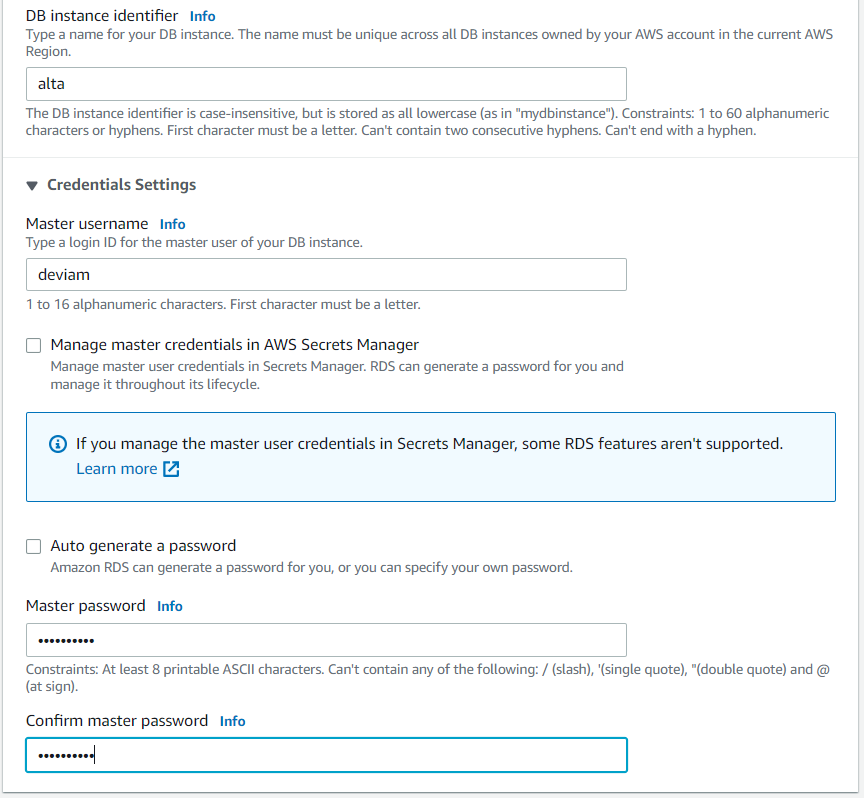 DB instance identifier Info
Type a name for your DB instance. The name must be unique across all DB instances owned by your AWS account in the current AWS
Region.
alta
The DB instance identifier is case-insensitive, but is stored as all lowercase (as in "mydbinstance"). Constraints: 1 to 60 alphanumeric
characters or hyphens. First character must be a letter. Can't contain two consecutive hyphens. Can't end with a hyphen.
Credentials Settings
Master username Info
Type a login ID for the master user of your DB instance.
deviam
1 to 16 alphanumeric characters. First character must be a letter.
Manage master credentials in AWS Secrets Manager
Manage master user credentials in Secrets Manager. RDS can generate a password for you and
manage it throughout its lifecycle.
If you manage the master user credentials in Secrets Manager, some RDS features aren't supported.
Learn more
Auto generate a password
Amazon RDS can generate a password for you, or you can specify your own password.
Master password Info
••••••••••
Constraints: At least 8 printable ASCII characters. Can't contain any of the following: / (slash), '(single quote), "(double quote) and @
(at sign).
Confirm master password Info
••••••••••